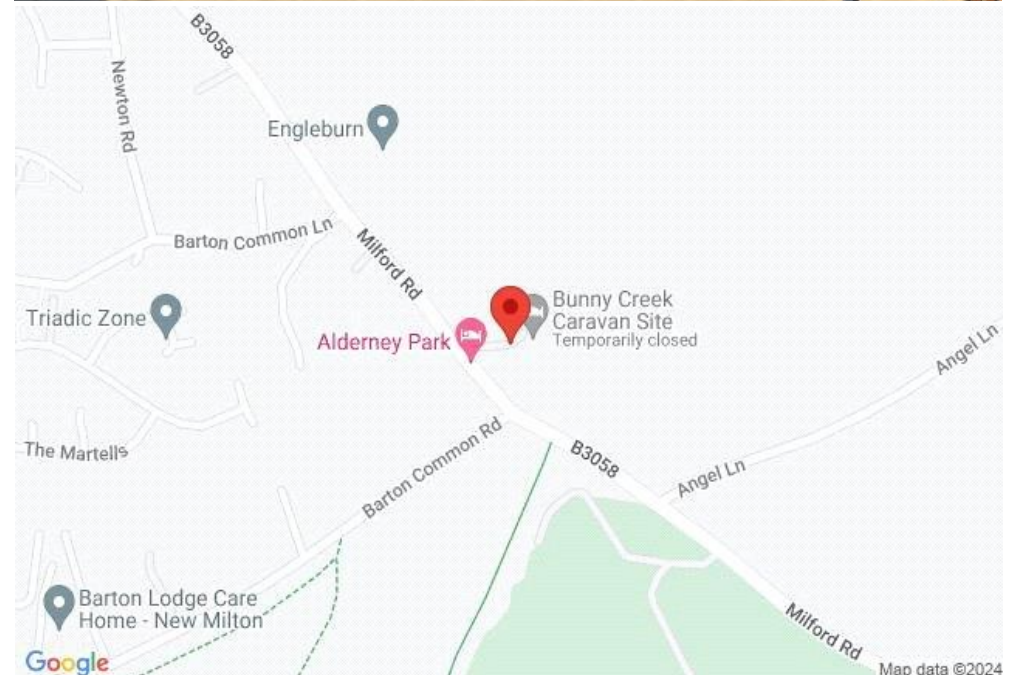 B3058
Newton Rd
Engleburn
Barton Common Ln
Milford Rd
Triadic Zone
Alderney Park
Bunny Creek
Caravan Site
Temporarily closed
Angel Ln
The Martells
Barton Common Rd
B3058
Angel Ln
Barton Lodge Care
Home - New Milton
Milford Rd
Google
Map data ©2024